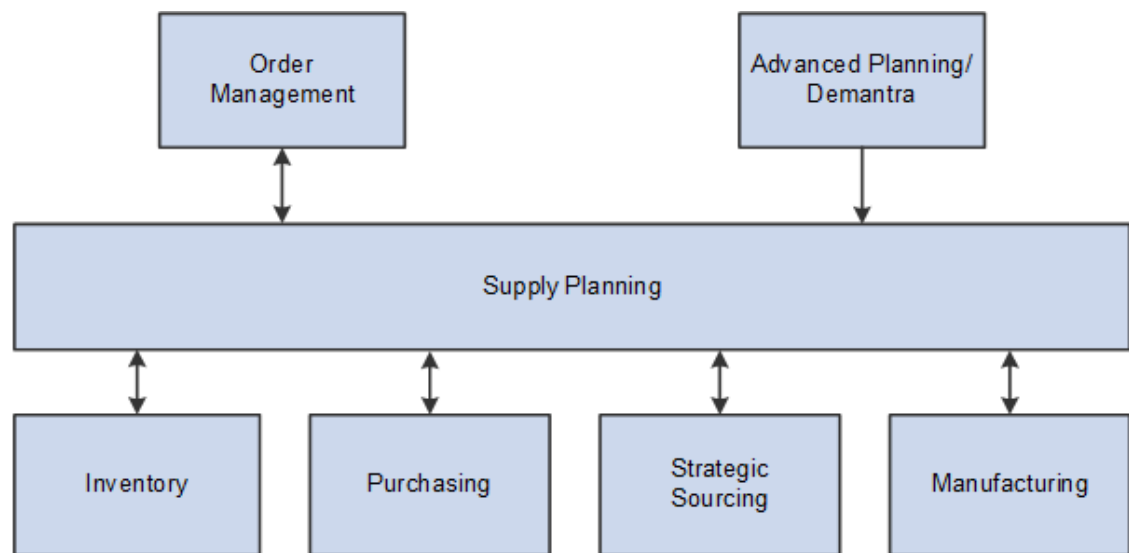 Order
Management
Advanced Planning/
Demantra
Supply Planning
Inventory
Purchasing
Strategic
Sourcing
Manufacturing